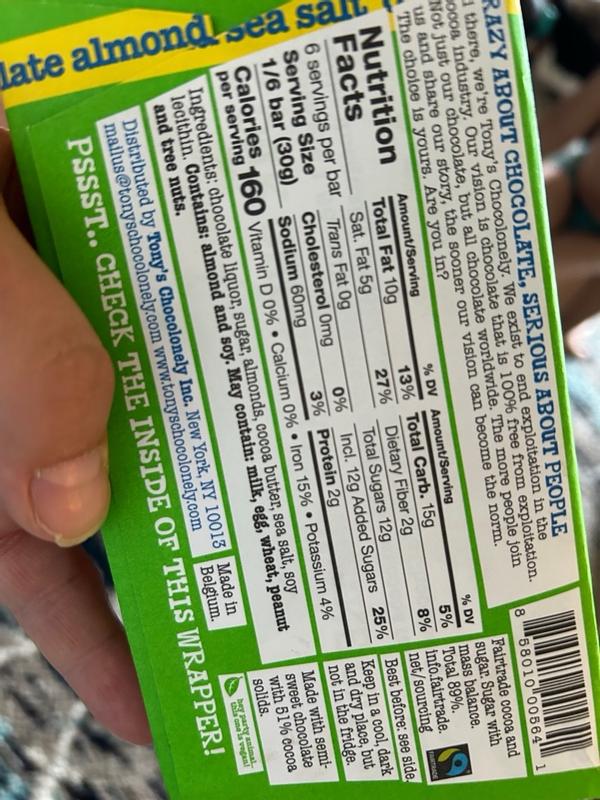 late almond sea salt
RAZY ABOUT CHOCOLATE, SERIOUS ABOUT PEOPLE
there, we're Tony's Chocolonely. We exist to end exploitation in the
cocoa industry. Our vision is chocolate that is 100% free from exploitation.
Not just our chocolate, but all chocolate worldwide. The more people join
us and share our story, the sooner our vision can become the norm.
The choice is yours. Are you in?
Nutrition
Facts
6 servings per bar
Serving Size
1/6 bar (30g)
Calories 160
per serving
Amount/Serving % DV
Total Fat 10g 13%
Sat. Fat 5g 27%
Trans Fat 0g
Cholesterol 0mg 0%
Sodium 60mg 3%
Amount/Serving % DV
Total Carb. 15g 5%
Dietary Fiber 2g 8%
Total Sugars 12g
Incl. 12g Added Sugars 25%
Protein 2g
Vitamin D 0% • Calcium 0% • Iron 15% • Potassium 4%
Ingredients: chocolate liquor, sugar, almonds, cocoa butter, sea salt, soy
lecithin. Contains: almond and soy. May contain: milk, egg, wheat, peanut
and tree nuts.
Distributed by Tony's Chocolonely Inc. New York, NY 10013
mailus@tonyschocolonely.com www.tonyschocolonely.com
Made in
Belgium.
PSSST.. CHECK THE INSIDE OF THIS WRAPPER!
8 58010 00564 1
Fairtrade cocoa and
sugar. Sugar with
mass balance.
Total 99%.
info.fairtrade.
net/sourcing
FAIRTRADE
Best before: see side.
Keep in a cool, dark
and dry place, but
not in the fridge.
Made with semi-
sweet chocolate
with 51% cocoa
solids.
hey party animal...
this one is vegan!